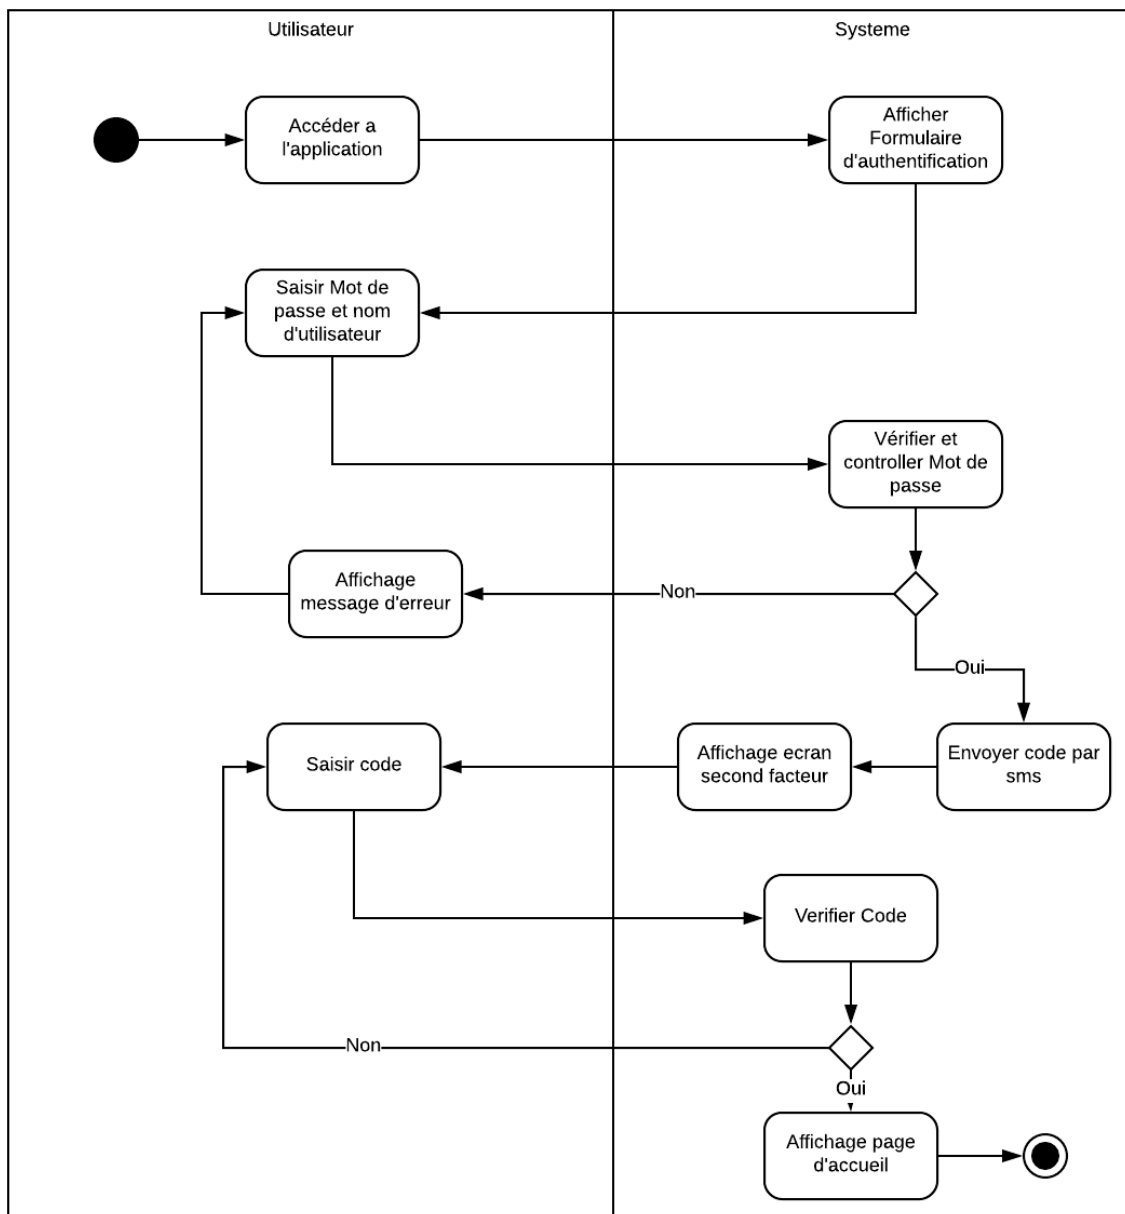 Utilisateur
Systeme
Accéder a
l'application
Afficher
Formulaire
d'authentification
Saisir Mot de
passe et nom
d'utilisateur
Vérifier et
controller Mot de
passe
Affichage
message d'erreur
Non
Oui
Saisir code
Affichage ecran
second facteur
Envoyer code par
sms
Verifier Code
Non
Oui
Affichage page
d'accueil